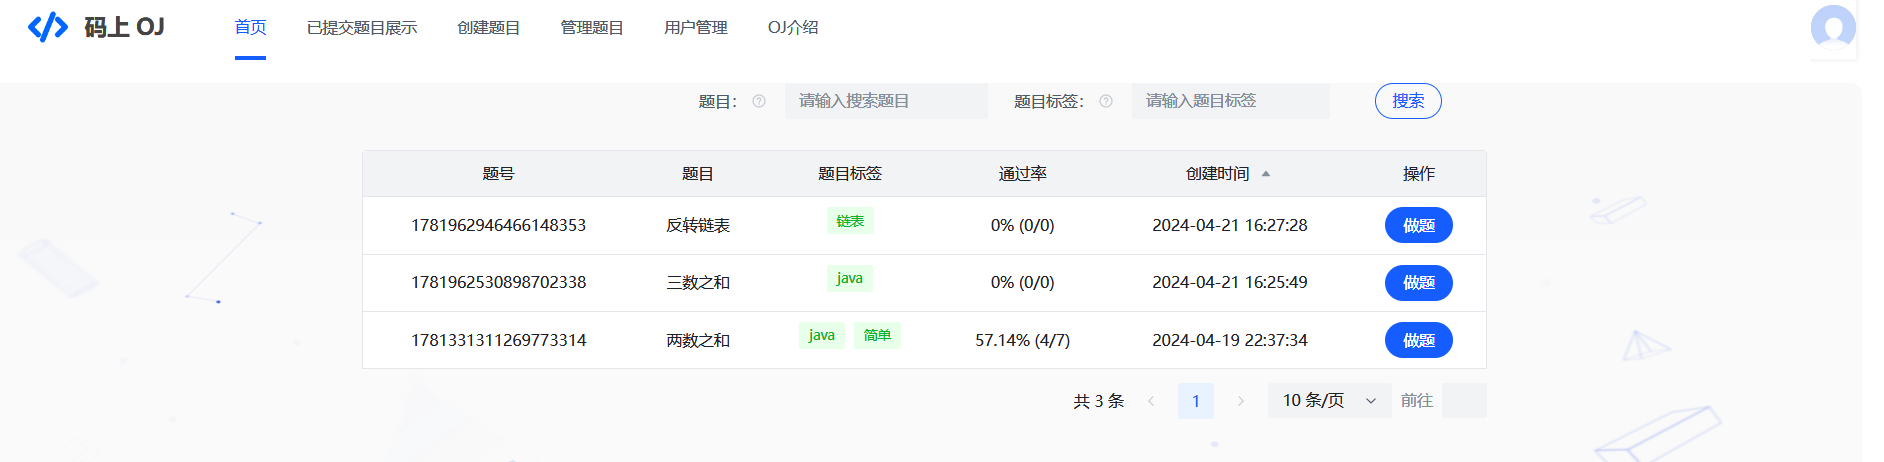 码上 OJ 首页 已提交题目展示 创建题目 管理题目 用户管理 OJ介绍
题目： 请输入搜索题目 题目标签： 请输入题目标签 搜索
题号 题目 题目标签 通过率 创建时间 操作
1781962946466148353 反转链表 链表 0% (0/0) 2024-04-21 16:27:28 做题
1781962530898702338 三数之和 java 0% (0/0) 2024-04-21 16:25:49 做题
1781331311269773314 两数之和 java 简单 57.14% (4/7) 2024-04-19 22:37:34 做题
共 3 条 1 10 条/页 前往